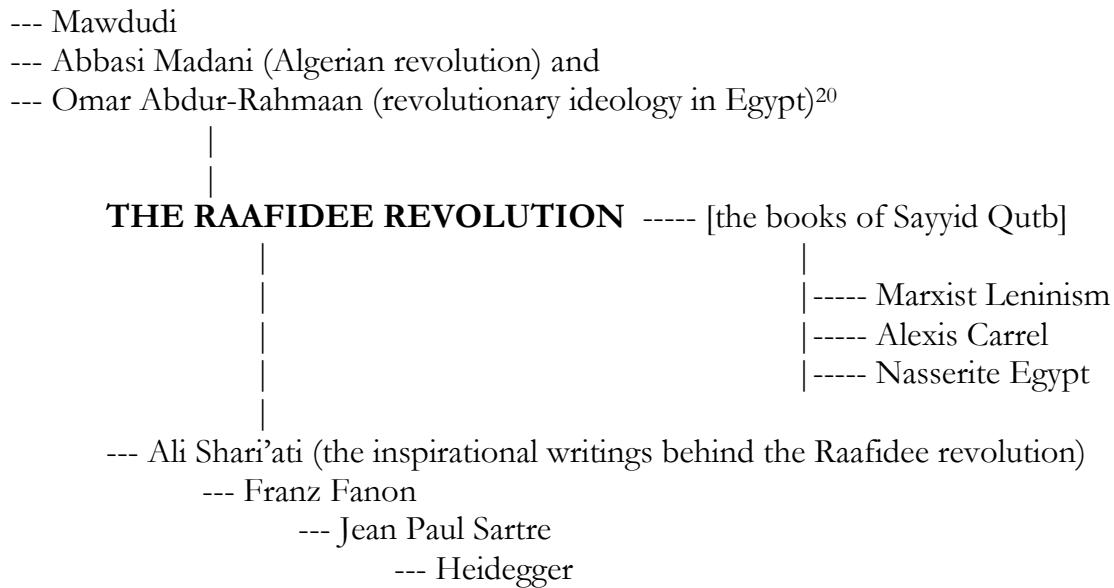 --- Mawdudi
--- Abbasi Madani (Algerian revolution) and
--- Omar Abdur-Rahmaan (revolutionary ideology in Egypt)20
THE RAAFIDEE REVOLUTION ----- [the books of Sayyid Qutb]
|----- Marxist Leninism
|----- Alexis Carrel
|----- Nasserite Egypt
--- Ali Shari’ati (the inspirational writings behind the Raafidee revolution)
--- Franz Fanon
--- Jean Paul Sartre
--- Heidegger